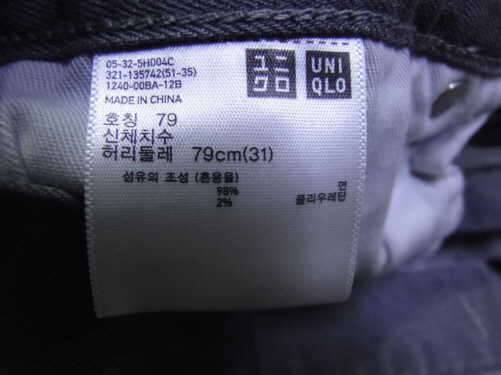 05-32-5H004C
321-135742(51-35)
1240-00BA-12B
MADE IN CHINA
ユニ
クロ
UNI
QLO
호칭 79
신체치수
허리둘레 79cm(31)
섬유의 조성 (혼용율)
98% 면
2% 폴리우레탄